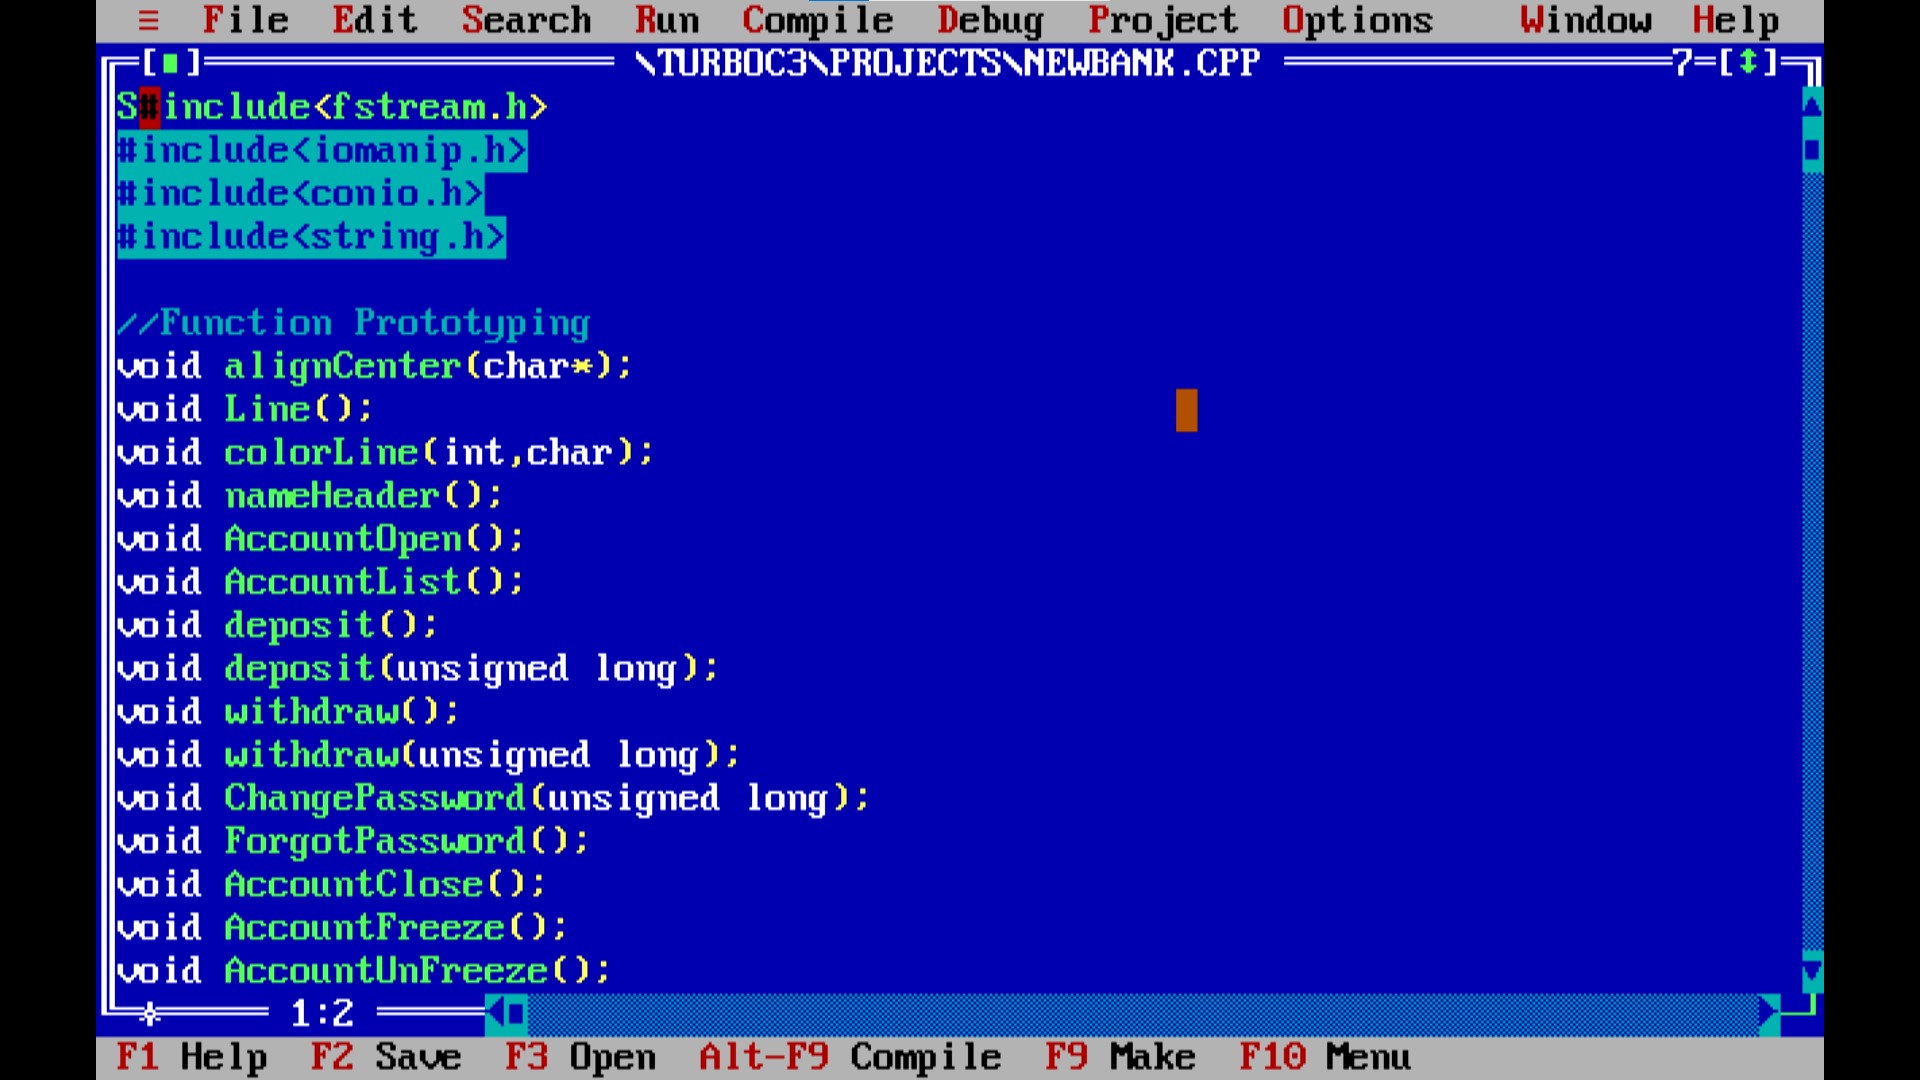 ≡ File Edit Search Run Compile Debug Project Options Window Help
[■] \TURBOC3\PROJECTS\NEWBANK.CPP 7=[↕]
S#include<fstream.h>
#include<iomanip.h>
#include<conio.h>
#include<string.h>
//Function Prototyping
void alignCenter(char*);
void Line();
void colorLine(int,char);
void nameHeader();
void AccountOpen();
void AccountList();
void deposit();
void deposit(unsigned long);
void withdraw();
void withdraw(unsigned long);
void ChangePassword(unsigned long);
void ForgotPassword();
void AccountClose();
void AccountFreeze();
void AccountUnFreeze();
1:2
F1 Help F2 Save F3 Open Alt-F9 Compile F9 Make F10 Menu